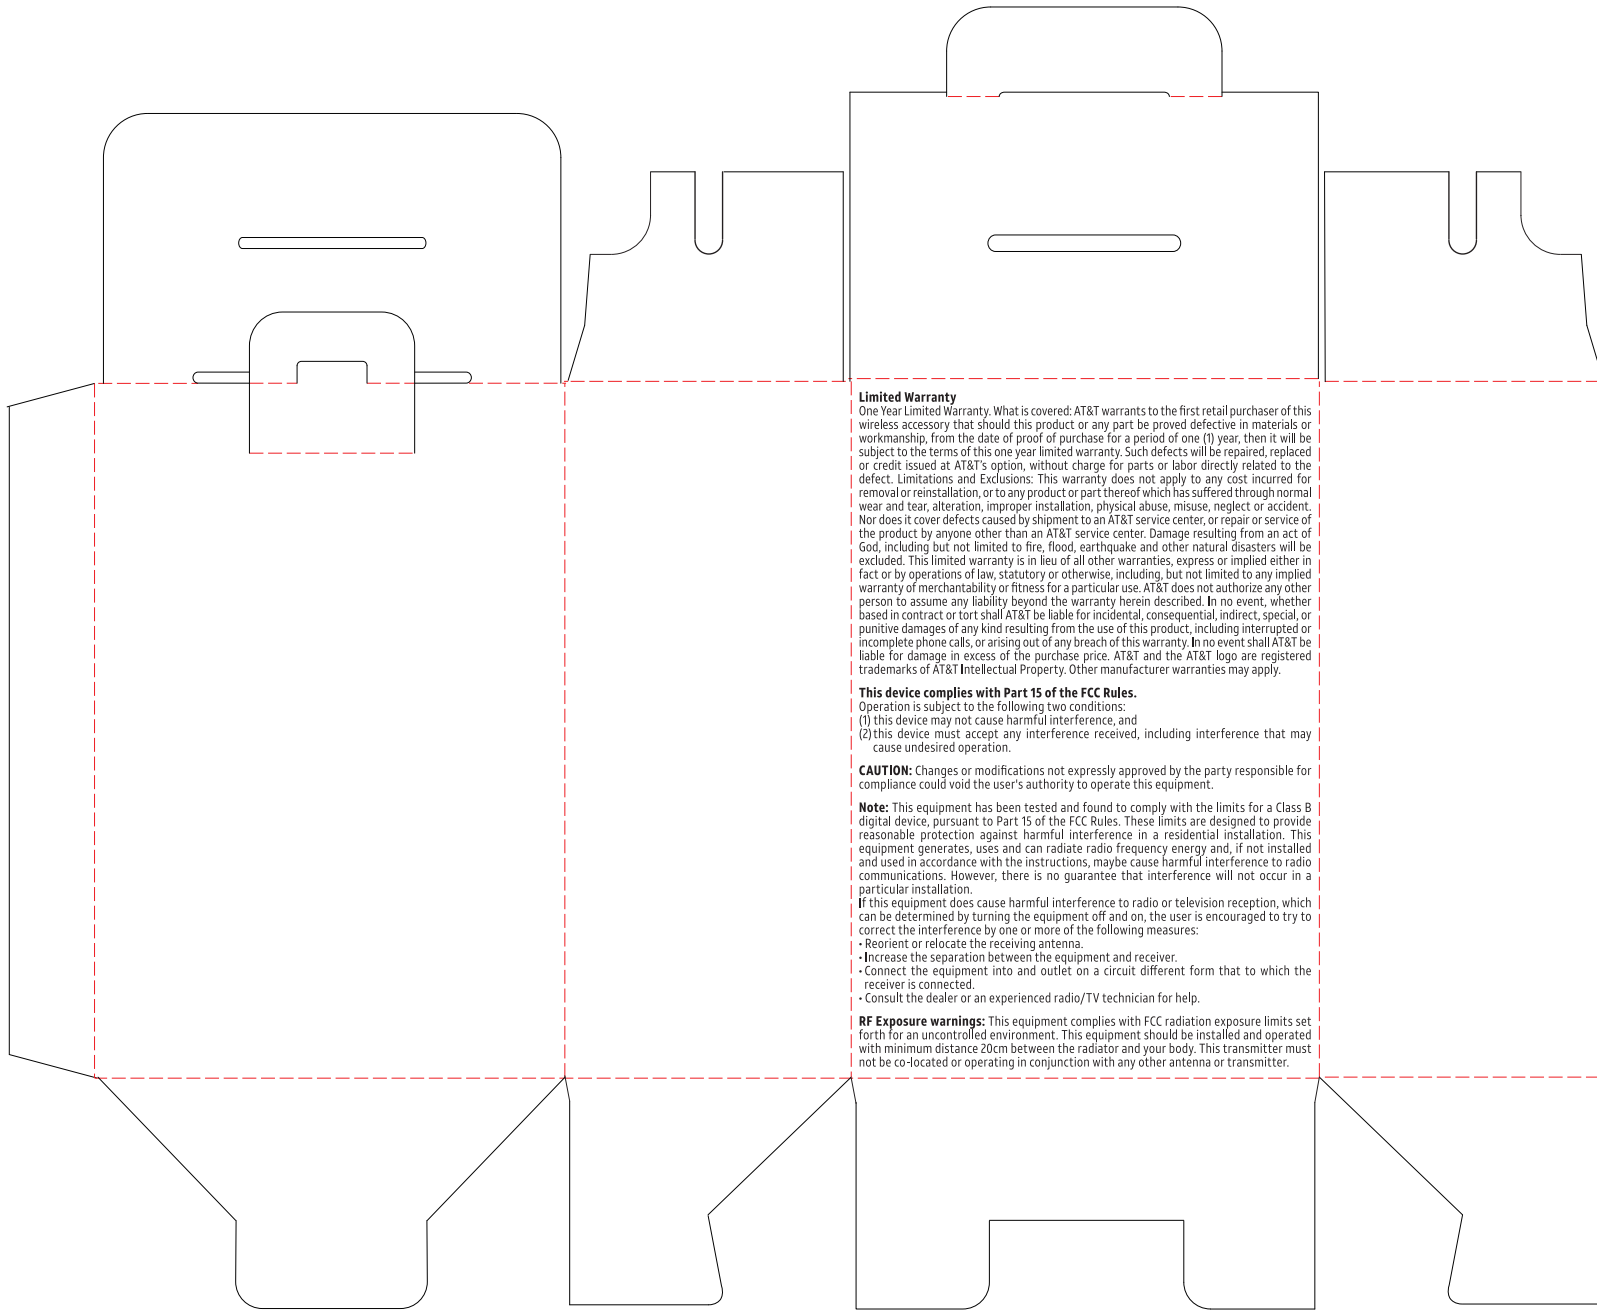 Limited Warranty
One Year Limited Warranty. What is covered: AT&T warrants to the first retail purchaser of this
wireless accessory that should this product or any part be proved defective in materials or
workmanship, from the date of proof of purchase for a period of one (1) year, then it will be
subject to the terms of this one year limited warranty. Such defects will be repaired, replaced
or credit issued at AT&T's option, without charge for parts or labor directly related to the
defect. Limitations and Exclusions: This warranty does not apply to any cost incurred for
removal or reinstallation, or to any product or part thereof which has suffered through normal
wear and tear, alteration, improper installation, physical abuse, misuse, neglect or accident.
Nor does it cover defects caused by shipment to an AT&T service center, or repair or service of
the product by anyone other than an AT&T service center. Damage resulting from an act of
God, including but not limited to fire, flood, earthquake and other natural disasters will be
excluded. This limited warranty is in lieu of all other warranties, express or implied either in
fact or by operations of law, statutory or otherwise, including, but not limited to any implied
warranty of merchantability or fitness for a particular use. AT&T does not authorize any other
person to assume any liability beyond the warranty herein described. In no event, whether
based in contract or tort shall AT&T be liable for incidental, consequential, indirect, special, or
punitive damages of any kind resulting from the use of this product, including interrupted or
incomplete phone calls, or arising out of any breach of this warranty. In no event shall AT&T be
liable for damage in excess of the purchase price. AT&T and the AT&T logo are registered
trademarks of AT&T Intellectual Property. Other manufacturer warranties may apply.
This device complies with Part 15 of the FCC Rules.
Operation is subject to the following two conditions:
(1) this device may not cause harmful interference, and
(2) this device must accept any interference received, including interference that may
cause undesired operation.
CAUTION: Changes or modifications not expressly approved by the party responsible for
compliance could void the user's authority to operate this equipment.
Note: This equipment has been tested and found to comply with the limits for a Class B
digital device, pursuant to Part 15 of the FCC Rules. These limits are designed to provide
reasonable protection against harmful interference in a residential installation. This
equipment generates, uses and can radiate radio frequency energy and, if not installed
and used in accordance with the instructions, maybe cause harmful interference to radio
communications. However, there is no guarantee that interference will not occur in a
particular installation.
If this equipment does cause harmful interference to radio or television reception, which
can be determined by turning the equipment off and on, the user is encouraged to try to
correct the interference by one or more of the following measures:
• Reorient or relocate the receiving antenna.
• Increase the separation between the equipment and receiver.
• Connect the equipment into and outlet on a circuit different form that to which the
receiver is connected.
• Consult the dealer or an experienced radio/TV technician for help.
RF Exposure warnings: This equipment complies with FCC radiation exposure limits set
forth for an uncontrolled environment. This equipment should be installed and operated
with minimum distance 20cm between the radiator and your body. This transmitter must
not be co-located or operating in conjunction with any other antenna or transmitter.